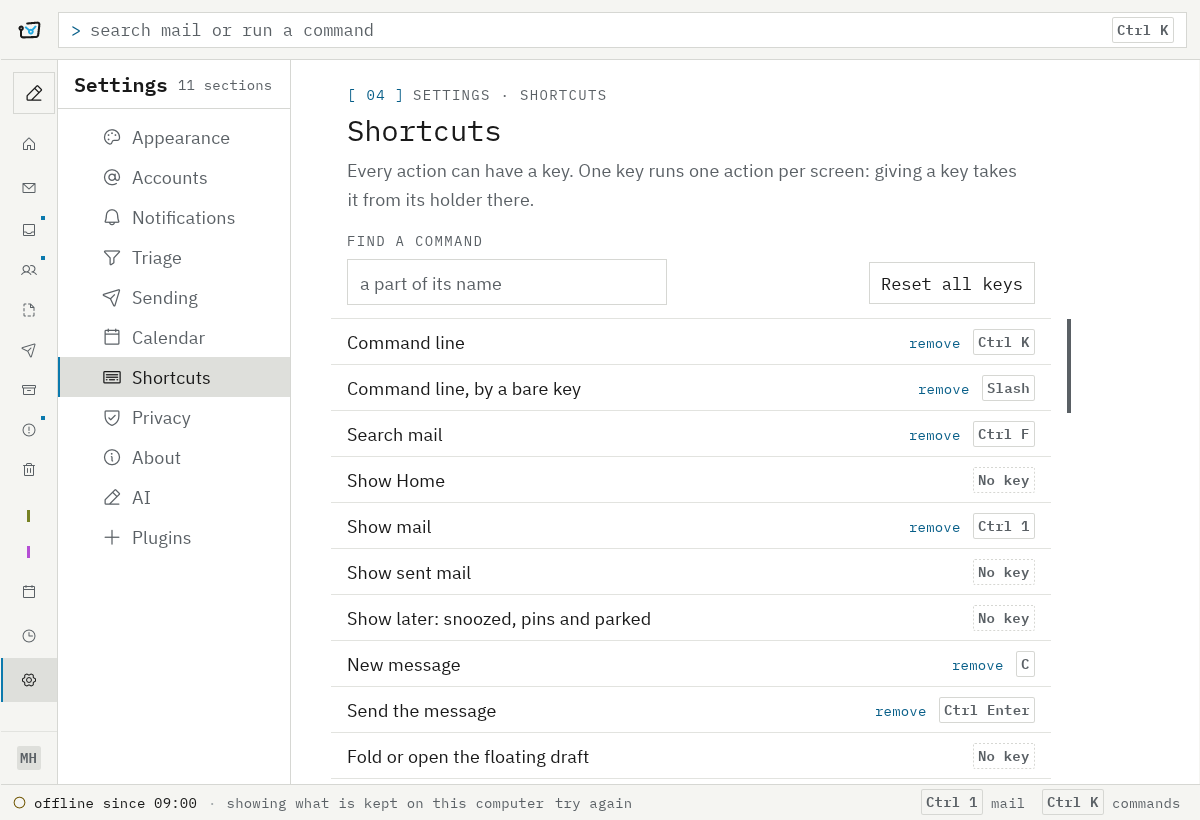 > search mail or run a command Ctrl K
Settings 11 sections
Appearance
Accounts
Notifications
Triage
Sending
Calendar
Shortcuts
Privacy
About
AI
Plugins
MH
[ 04 ] SETTINGS · SHORTCUTS
Shortcuts
Every action can have a key. One key runs one action per screen: giving a key takes
it from its holder there.
FIND A COMMAND
a part of its name
Reset all keys
Command line remove Ctrl K
Command line, by a bare key remove Slash
Search mail remove Ctrl F
Show Home No key
Show mail remove Ctrl 1
Show sent mail No key
Show later: snoozed, pins and parked No key
New message remove C
Send the message remove Ctrl Enter
Fold or open the floating draft No key
offline since 09:00 · showing what is kept on this computer try again Ctrl 1 mail Ctrl K commands